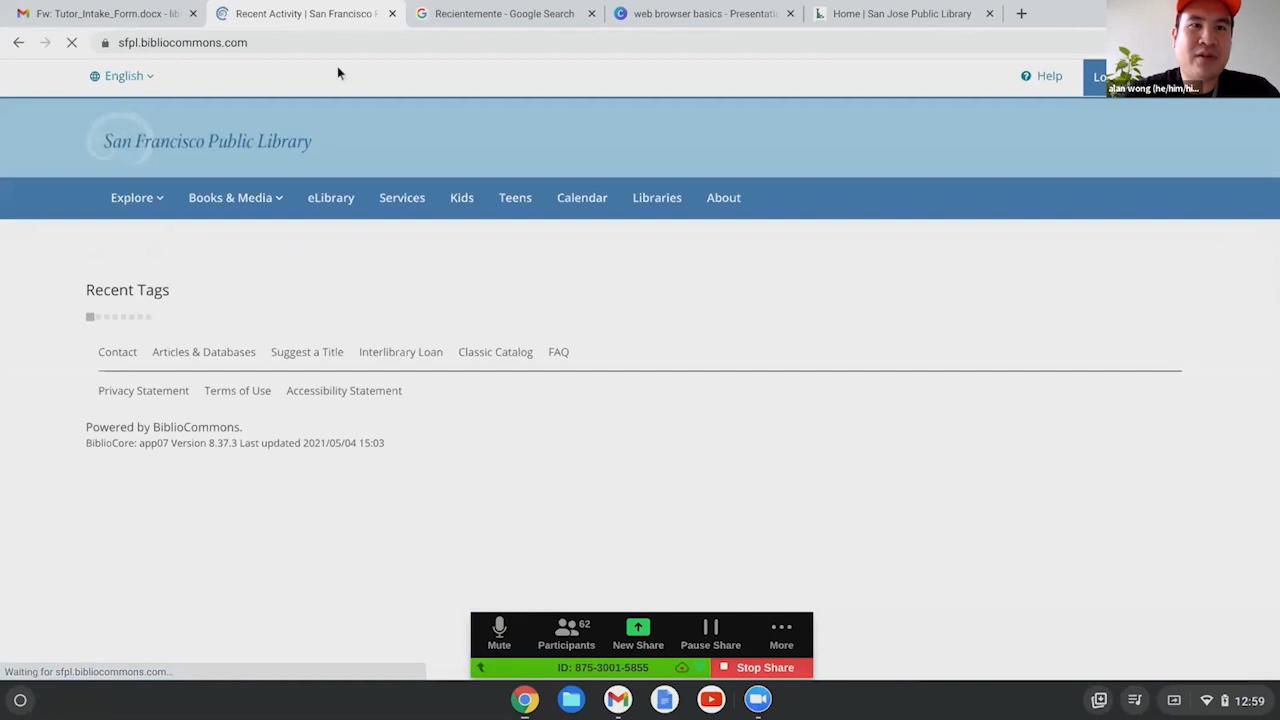 Fw: Tutor_Intake_Form.docx - lib
Recent Activity | San Francisco P
Recientemente - Google Search
web browser basics - Presentatio
Home | San Jose Public Library
sfpl.bibliocommons.com
English
Help
Lo
alan wong (he/him/hi...
San Francisco Public Library
Explore Books & Media eLibrary Services Kids Teens Calendar Libraries About
Recent Tags
Contact Articles & Databases Suggest a Title Interlibrary Loan Classic Catalog FAQ
Privacy Statement Terms of Use Accessibility Statement
Powered by BiblioCommons.
BiblioCore: app07 Version 8.37.3 Last updated 2021/05/04 15:03
62
Mute Participants New Share Pause Share More
ID: 875-3001-5855 Stop Share
Waiting for sfpl.bibliocommons.com...
12:59